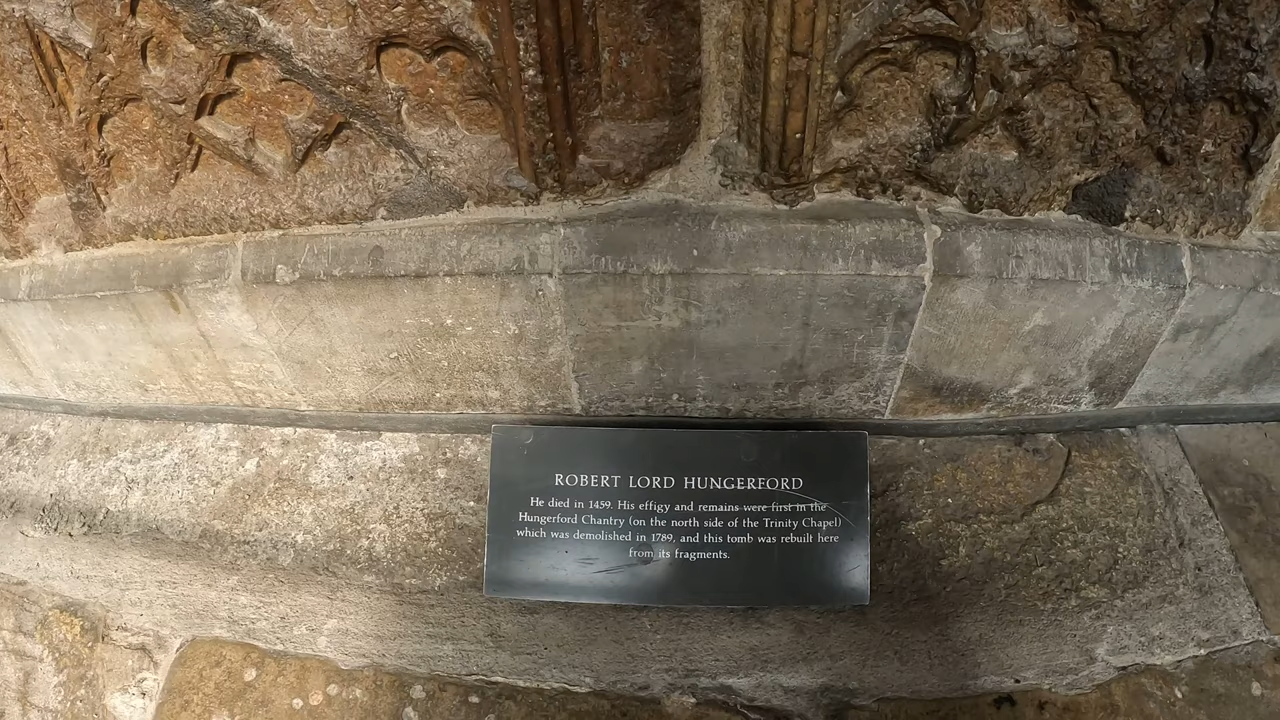 ROBERT LORD HUNGERFORD
He died in 1459. His effigy and remains were first in the
Hungerford Chantry (on the north side of the Trinity Chapel)
which was demolished in 1789, and this tomb was rebuilt here
from its fragments.